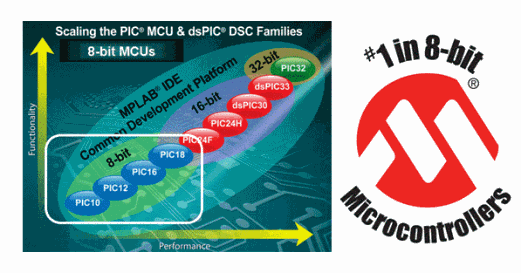 Scaling the PIC® MCU & dsPIC® DSC Families
8-bit MCUs
Functionality
MPLAB® IDE
Common Development Platform
32-bit
PIC32
dsPIC33
16-bit
dsPIC30
PIC24H
PIC24F
8-bit
PIC18
PIC16
PIC12
PIC10
Performance
#1 in 8-bit
®
Microcontrollers